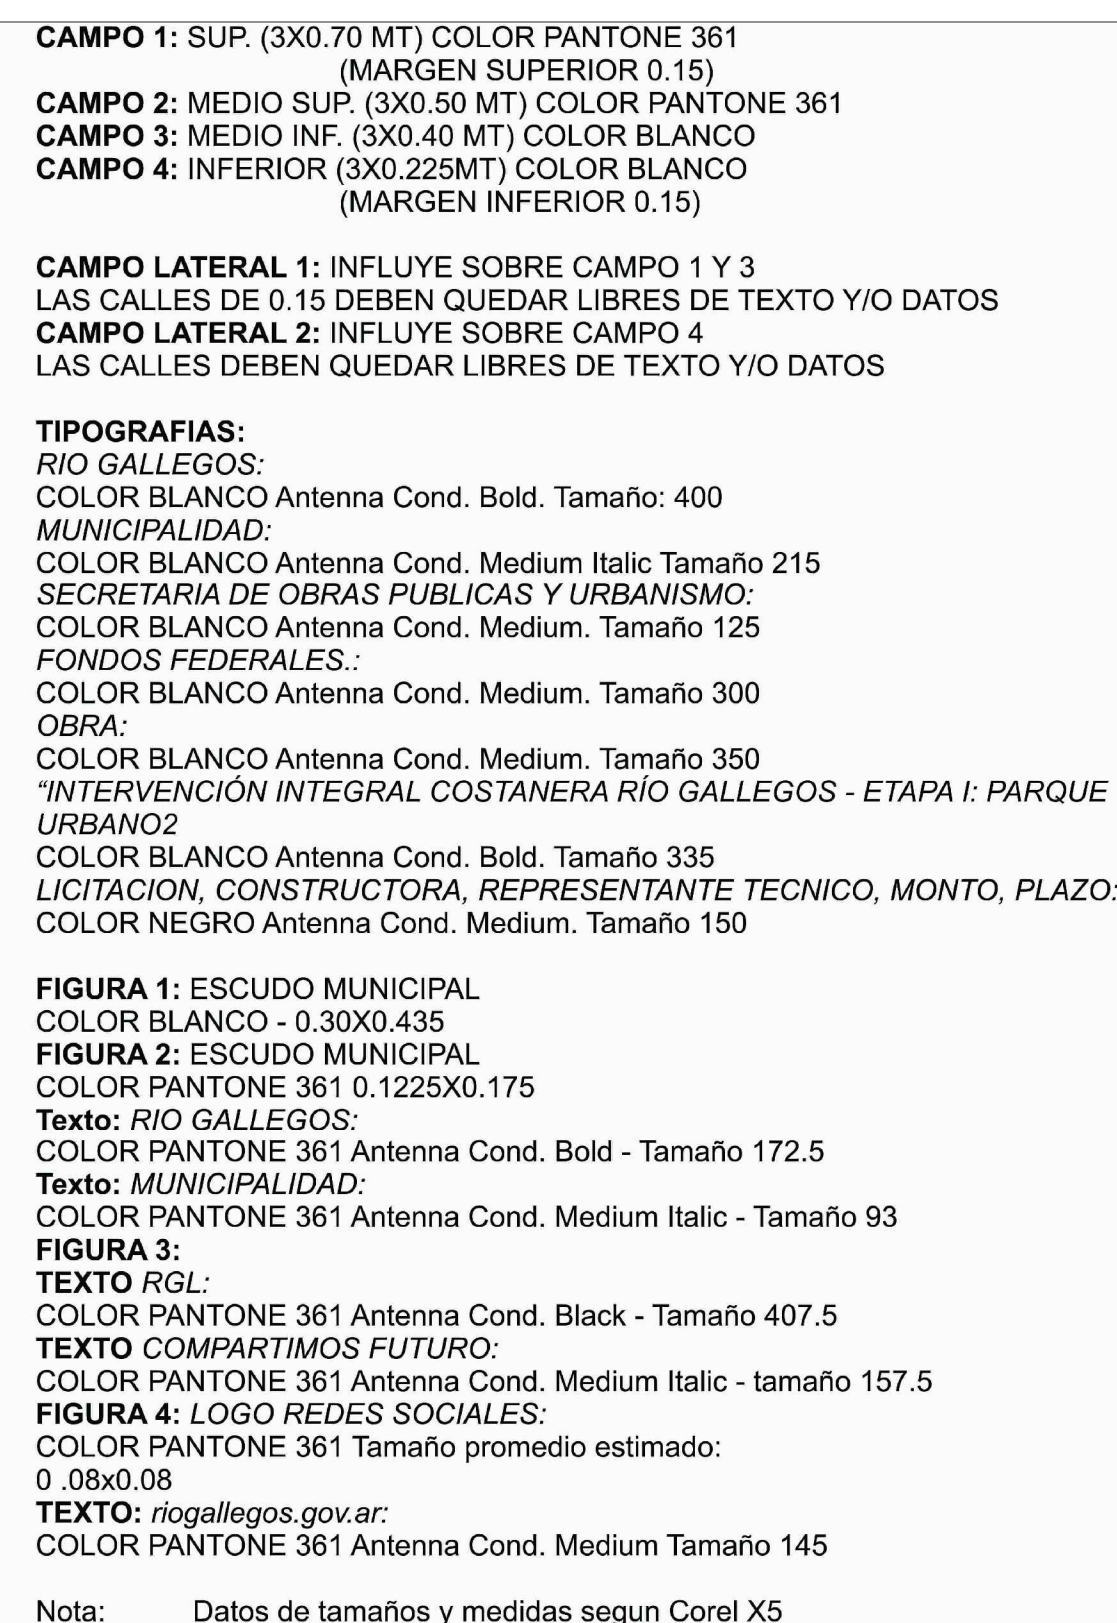 CAMPO 1: SUP. (3X0.70 MT) COLOR PANTONE 361
(MARGEN SUPERIOR 0.15)
CAMPO 2: MEDIO SUP. (3X0.50 MT) COLOR PANTONE 361
CAMPO 3: MEDIO INF. (3X0.40 MT) COLOR BLANCO
CAMPO 4: INFERIOR (3X0.225MT) COLOR BLANCO
(MARGEN INFERIOR 0.15)
CAMPO LATERAL 1: INFLUYE SOBRE CAMPO 1 Y 3
LAS CALLES DE 0.15 DEBEN QUEDAR LIBRES DE TEXTO Y/O DATOS
CAMPO LATERAL 2: INFLUYE SOBRE CAMPO 4
LAS CALLES DEBEN QUEDAR LIBRES DE TEXTO Y/O DATOS
TIPOGRAFIAS:
RIO GALLEGOS:
COLOR BLANCO Antenna Cond. Bold. Tamaño: 400
MUNICIPALIDAD:
COLOR BLANCO Antenna Cond. Medium Italic Tamaño 215
SECRETARIA DE OBRAS PUBLICAS Y URBANISMO:
COLOR BLANCO Antenna Cond. Medium. Tamaño 125
FONDOS FEDERALES.:
COLOR BLANCO Antenna Cond. Medium. Tamaño 300
OBRA:
COLOR BLANCO Antenna Cond. Medium. Tamaño 350
“INTERVENCIÓN INTEGRAL COSTANERA RÍO GALLEGOS - ETAPA I: PARQUE
URBANO2
COLOR BLANCO Antenna Cond. Bold. Tamaño 335
LICITACION, CONSTRUCTORA, REPRESENTANTE TECNICO, MONTO, PLAZO:
COLOR NEGRO Antenna Cond. Medium. Tamaño 150
FIGURA 1: ESCUDO MUNICIPAL
COLOR BLANCO - 0.30X0.435
FIGURA 2: ESCUDO MUNICIPAL
COLOR PANTONE 361 0.1225X0.175
Texto: RIO GALLEGOS:
COLOR PANTONE 361 Antenna Cond. Bold - Tamaño 172.5
Texto: MUNICIPALIDAD:
COLOR PANTONE 361 Antenna Cond. Medium Italic - Tamaño 93
FIGURA 3:
TEXTO RGL:
COLOR PANTONE 361 Antenna Cond. Black - Tamaño 407.5
TEXTO COMPARTIMOS FUTURO:
COLOR PANTONE 361 Antenna Cond. Medium Italic - tamaño 157.5
FIGURA 4: LOGO REDES SOCIALES:
COLOR PANTONE 361 Tamaño promedio estimado:
0 .08x0.08
TEXTO: riogallegos.gov.ar:
COLOR PANTONE 361 Antenna Cond. Medium Tamaño 145
Nota: Datos de tamaños y medidas segun Corel X5